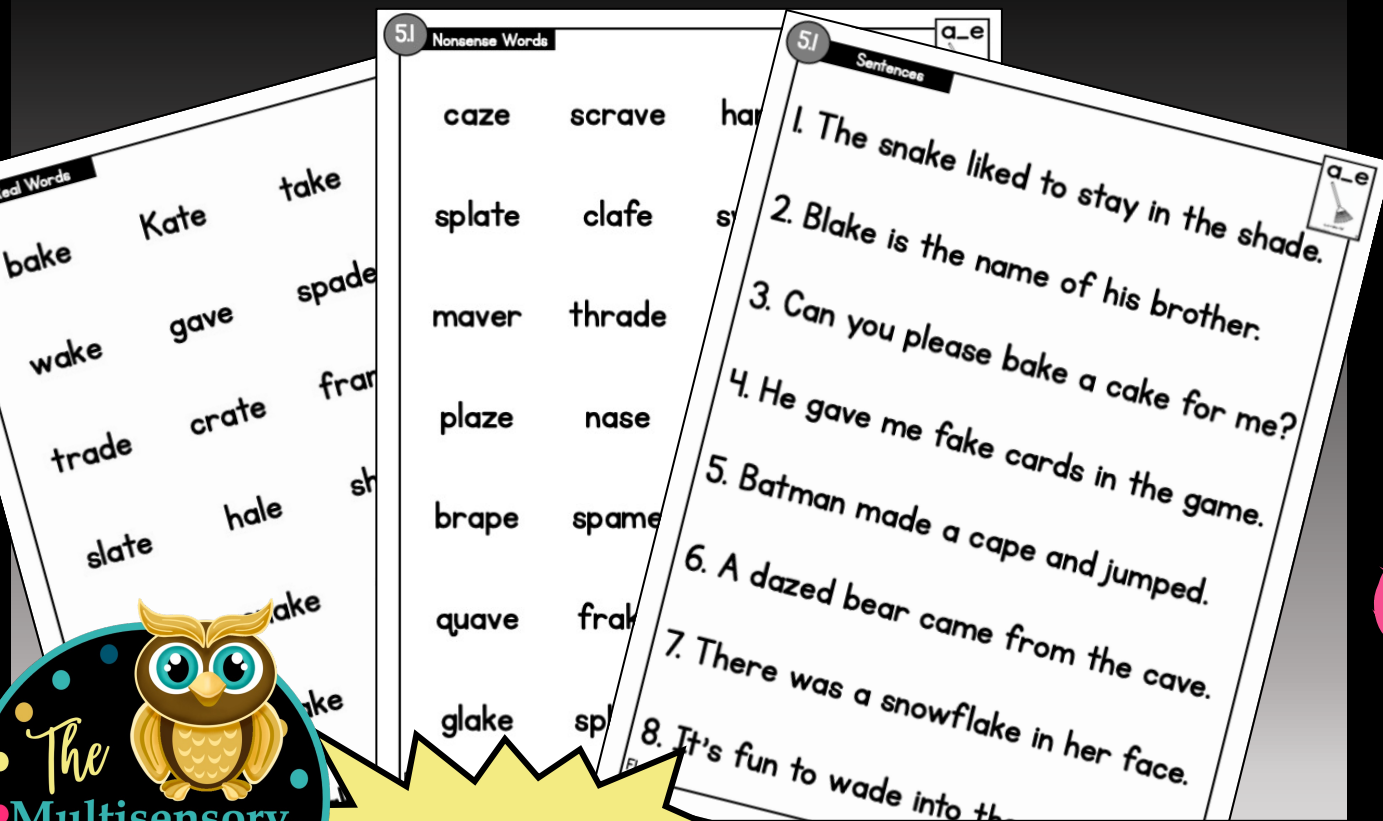 Real Words
bake Kate take
wake gave spade
trade crate
slate hale
5.1 Nonsense Words a_e
caze scrave
splate clafe
maver thrade
plaze nase
brape spame
quave
glake
5.1 Sentences a_e
1. The snake liked to stay in the shade.
2. Blake is the name of his brother.
3. Can you please bake a cake for me?
4. He gave me fake cards in the game.
5. Batman made a cape and jumped.
6. A dazed bear came from the cave.
7. There was a snowflake in her face.
8. It's fun to wade into
The
Multisensory